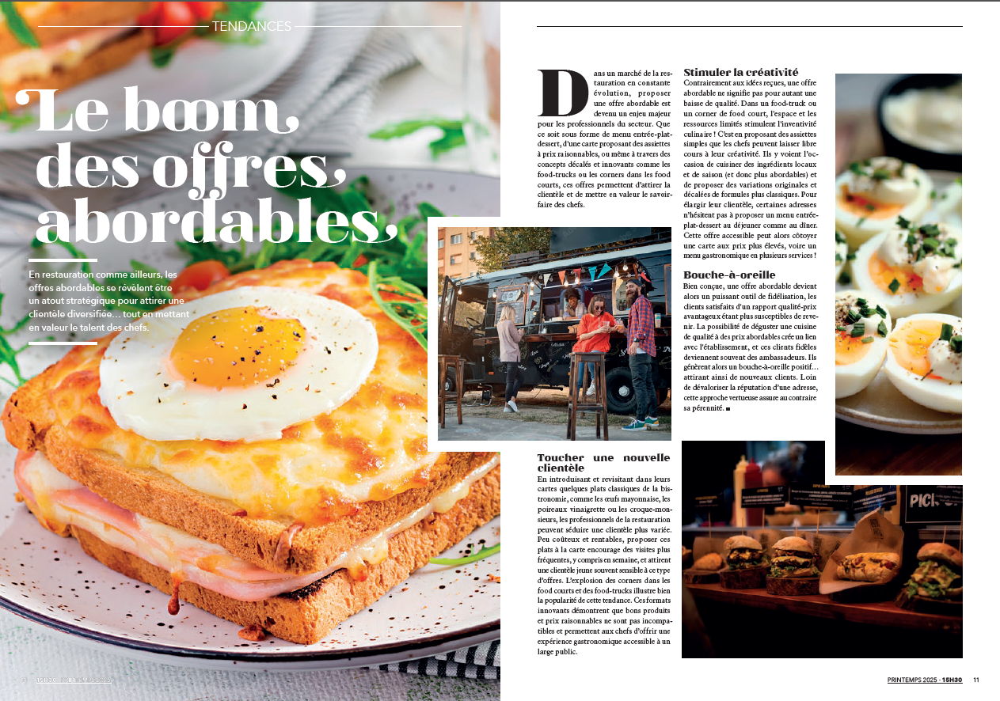 TENDANCES
Le boom
des offres
abordables
En restauration comme ailleurs, les
offres abordables se révèlent être
un atout stratégique pour attirer une
clientèle diversifiée… tout en mettant
en valeur le talent des chefs.
Dans un marché de la res-
tauration en constante
évolution, proposer
une offre abordable est
devenu un enjeu majeur
pour les professionnels du secteur. Que
ce soit sous forme de menu entrée-plat-
dessert, d'une carte proposant des assiettes
à prix raisonnables, ou même à travers des
concepts décalés et innovants comme les
food-trucks ou les corners dans les food
courts, ces offres permettent d'attirer la
clientèle et de mettre en valeur le savoir-
faire des chefs.
Toucher une nouvelle
clientèle
En introduisant et revisitant dans leurs
cartes quelques plats classiques de la bis-
tronomie, comme les œufs mayonnaise, les
poireaux vinaigrette ou les croque-mon-
sieurs, les professionnels de la restauration
peuvent séduire une clientèle plus variée.
Peu coûteux et rentables, proposer ces
plats à la carte encourage des visites plus
fréquentes, y compris en semaine, et attirent
une clientèle jeune souvent sensible à ce type
d'offres. L'explosion des corners dans les
food courts et des food-trucks illustre bien
la popularité de cette tendance. Ces formats
innovants démontrent que bons produits
et prix raisonnables ne sont pas incompa-
tibles et permettent aux chefs d'offrir une
expérience gastronomique accessible à un
large public.
Stimuler la créativité
Contrairement aux idées reçues, une offre
abordable ne signifie pas pour autant une
baisse de qualité. Dans un food-truck ou
un corner de food court, l'espace et les
ressources limités stimulent l'inventivité
culinaire ! C'est en proposant des assiettes
simples que les chefs peuvent laisser libre
cours à leur créativité. Ils y voient l'oc-
casion de cuisiner des ingrédients locaux
et de saison (et donc plus abordables) et
de proposer des variations originales et
décalées de formules plus classiques. Pour
élargir leur clientèle, certaines adresses
n'hésitent pas à proposer un menu entrée-
plat-dessert au déjeuner comme au dîner.
Cette offre accessible peut alors côtoyer
une carte aux prix plus élevés, voire un
menu gastronomique en plusieurs services !
Bouche-à-oreille
Bien conçue, une offre abordable devient
alors un puissant outil de fidélisation, les
clients satisfaits d'un rapport qualité-prix
avantageux étant plus susceptibles de reve-
nir. La possibilité de déguster une cuisine
de qualité à des prix abordables crée un lien
avec l'établissement, et ces clients fidèles
deviennent souvent des ambassadeurs. Ils
génèrent alors un bouche-à-oreille positif…
attirant ainsi de nouveaux clients. Loin
de dévaloriser la réputation d'une adresse,
cette approche vertueuse assure au contraire
sa pérennité.
PRINTEMPS 2025 - 15H30 11